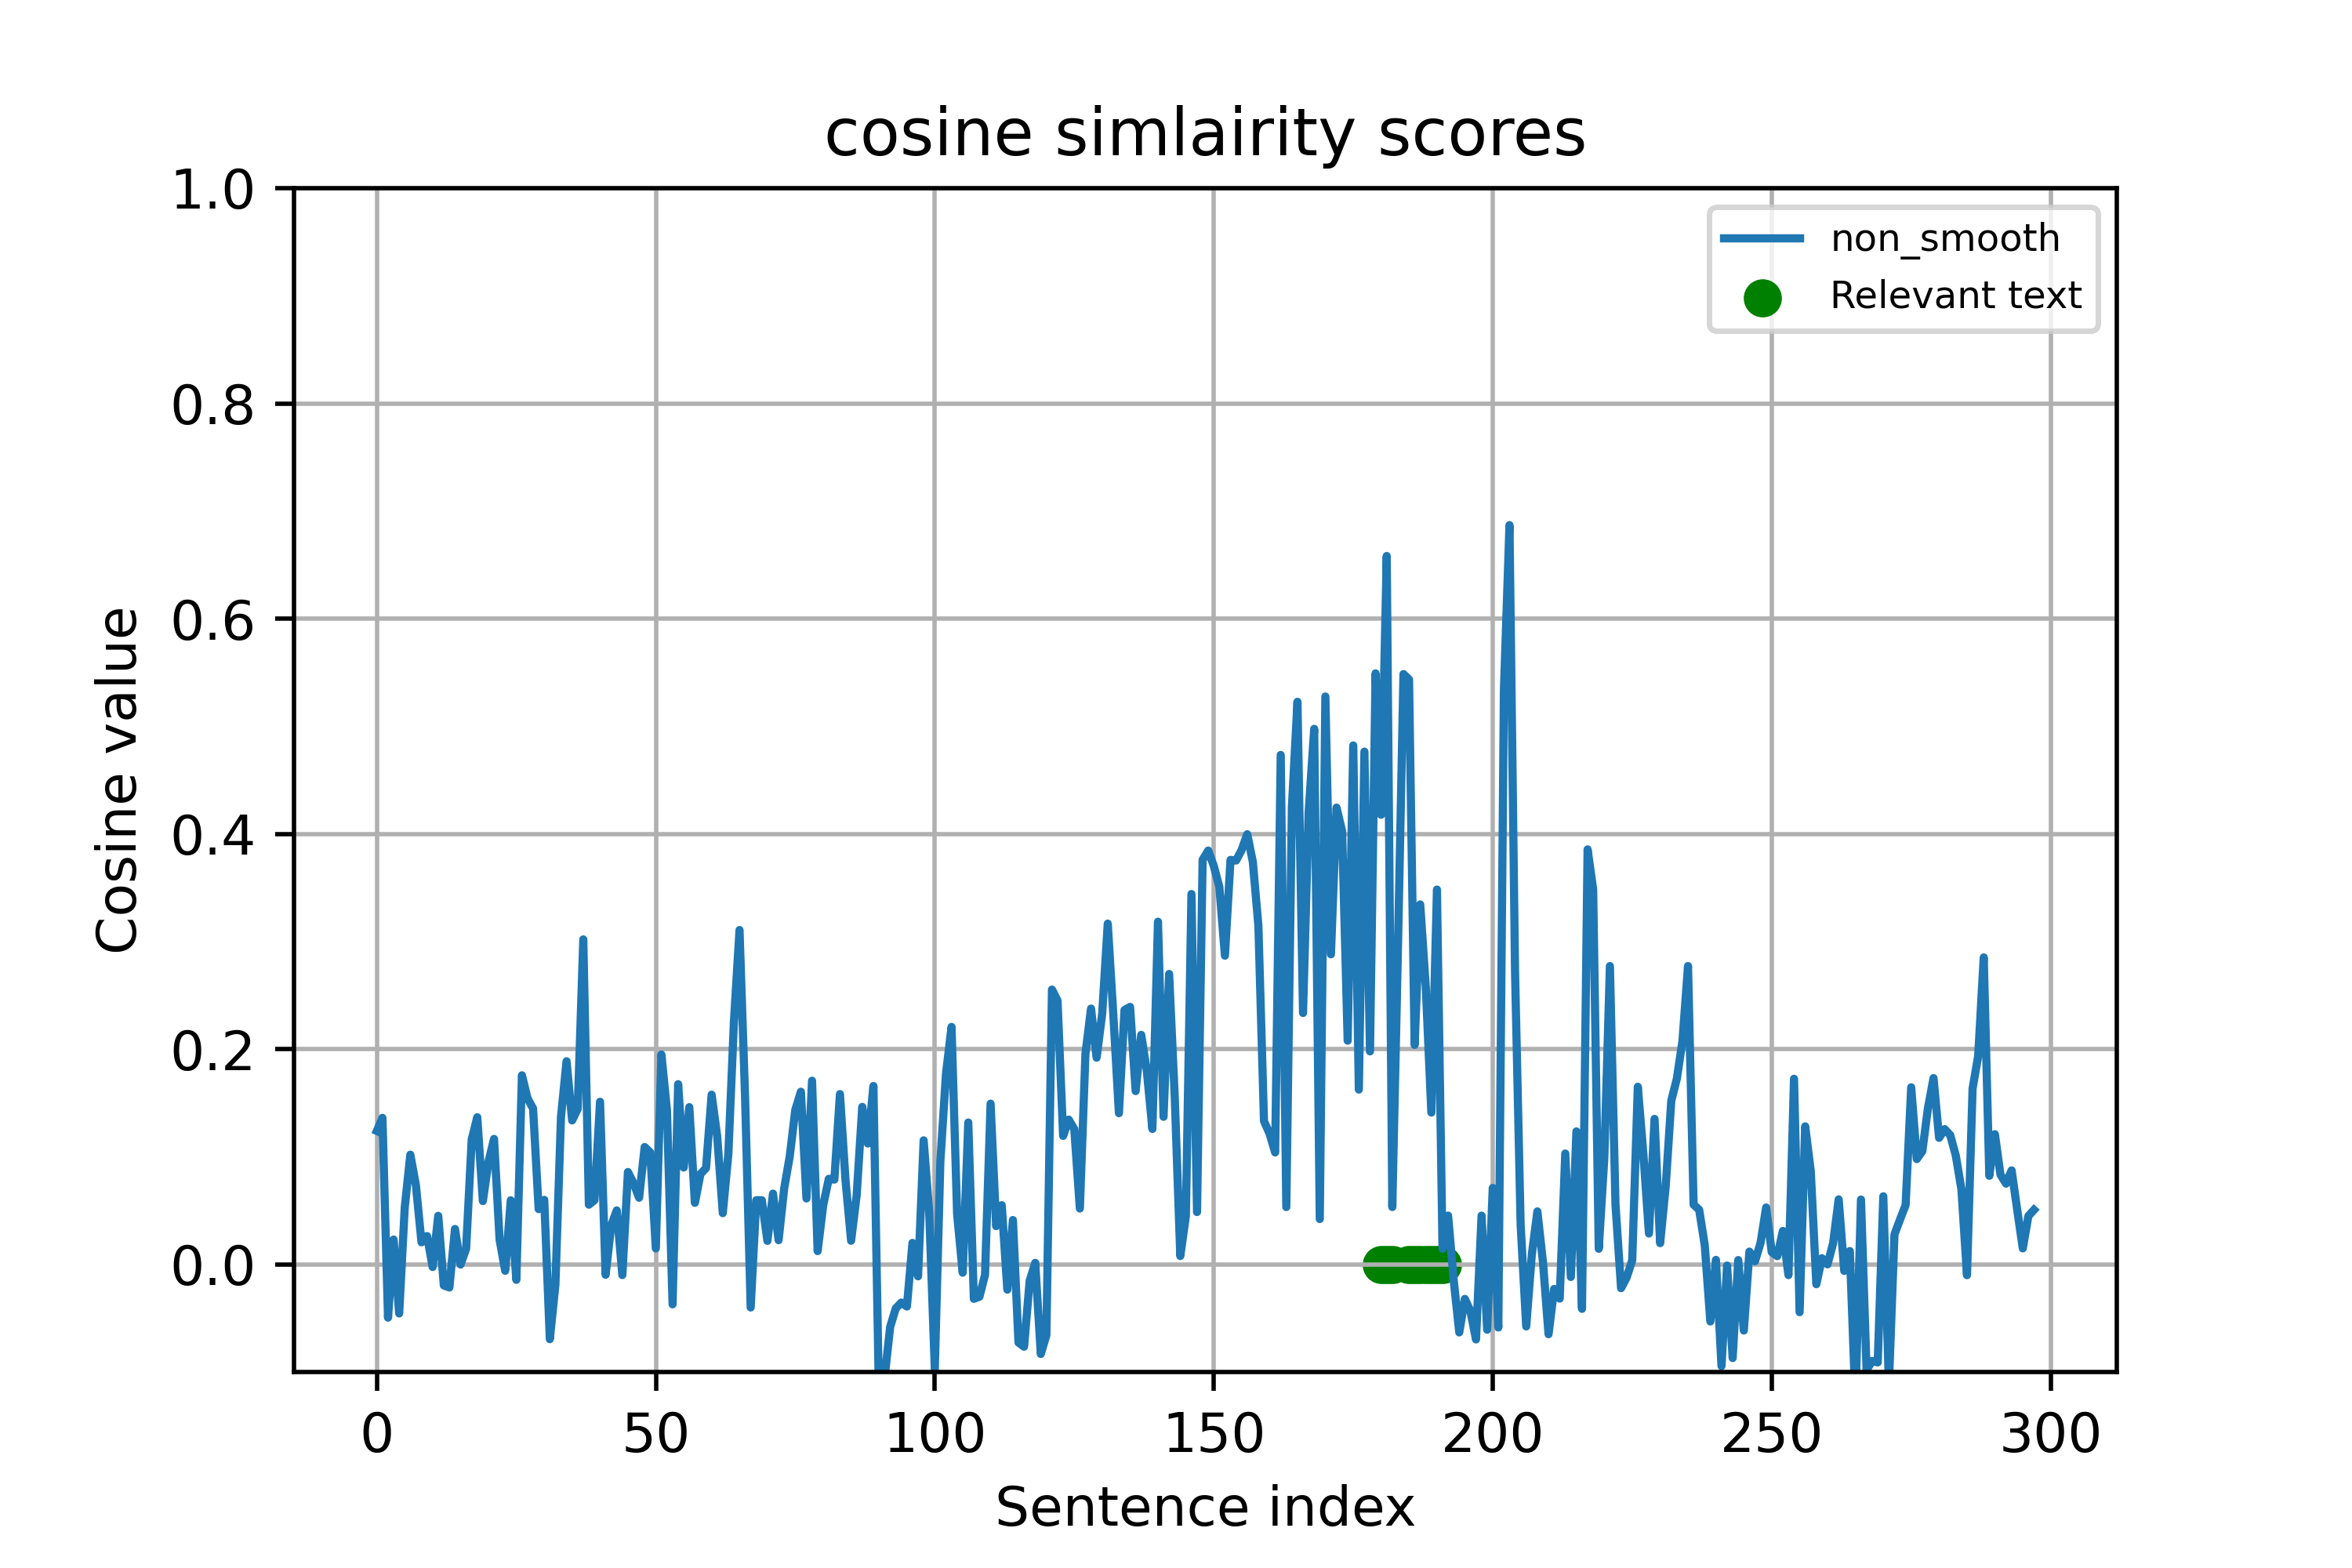 cosine simlairity scores
1.0
0.8
0.6
0.4
0.2
0.0
Cosine value
non_smooth
Relevant text
0 50 100 150 200 250 300
Sentence index